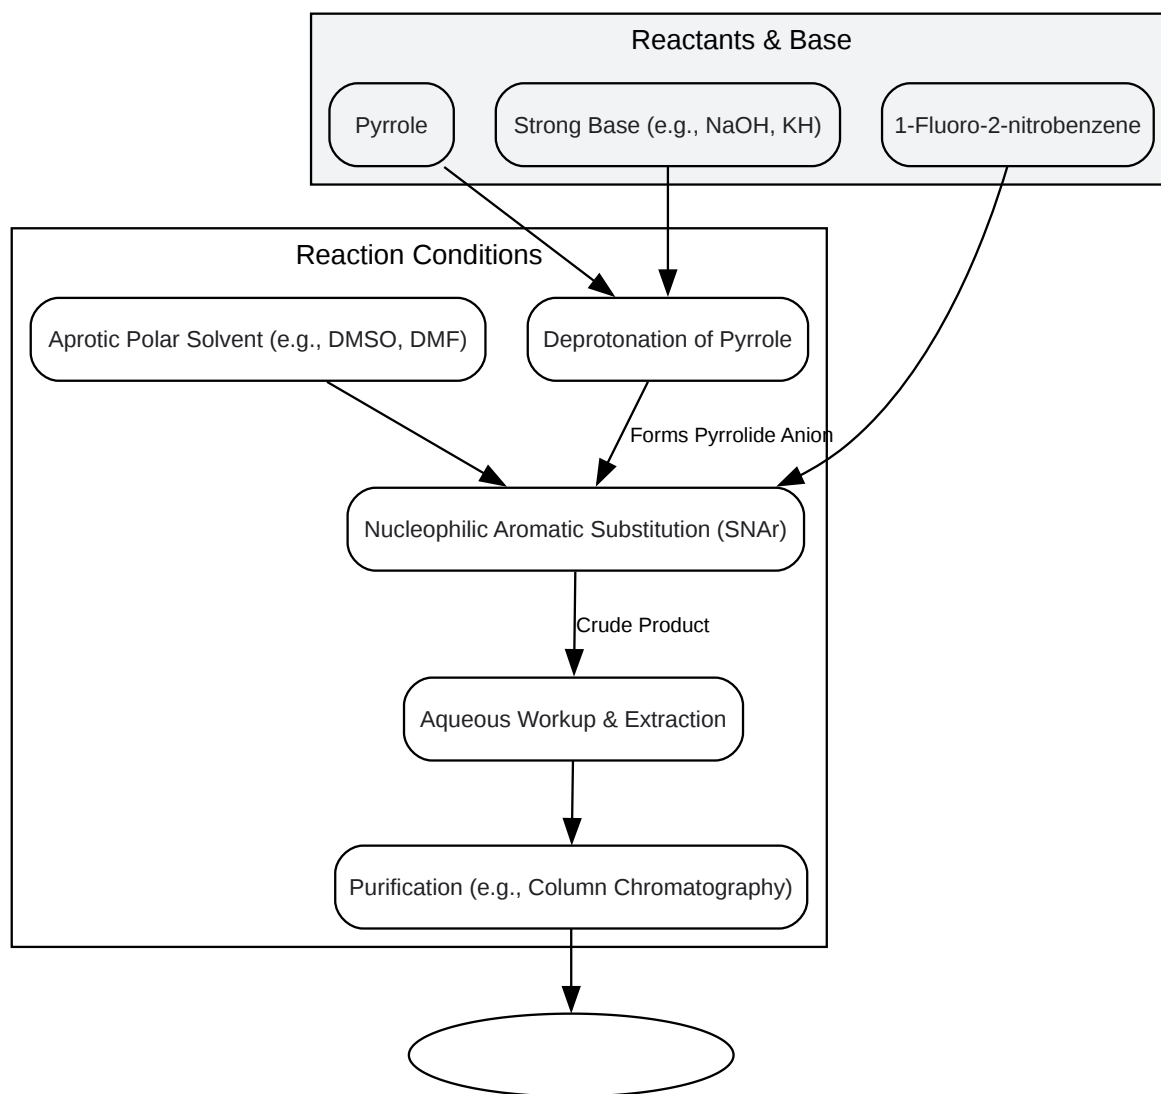 Reactants & Base
Pyrrole
Strong Base (e.g., NaOH, KH)
1-Fluoro-2-nitrobenzene
Reaction Conditions
Aprotic Polar Solvent (e.g., DMSO, DMF)
Deprotonation of Pyrrole
Forms Pyrrolide Anion
Nucleophilic Aromatic Substitution (SNAr)
Crude Product
Aqueous Workup & Extraction
Purification (e.g., Column Chromatography)